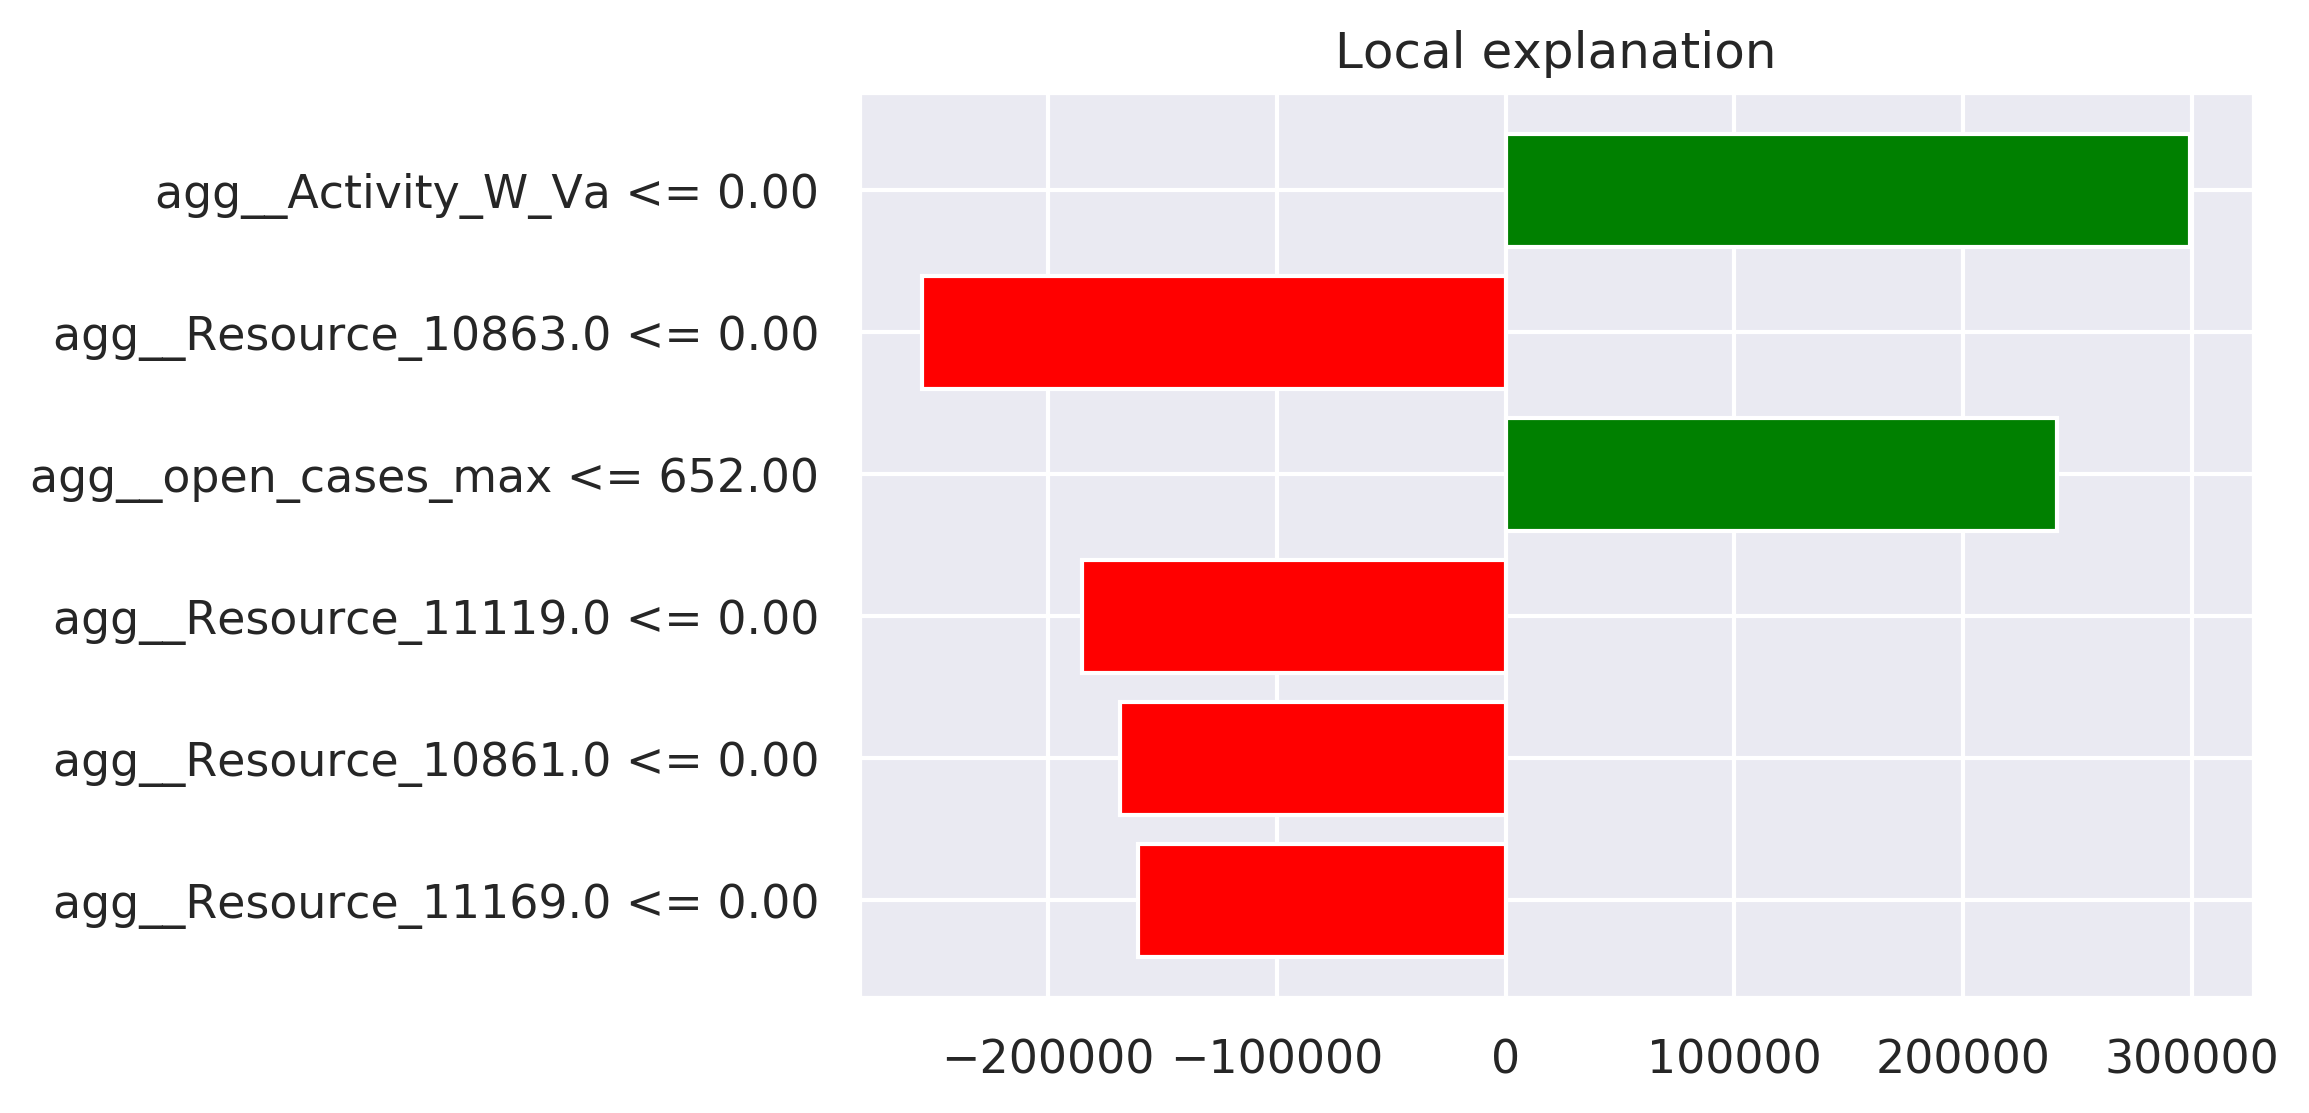 Local explanation
agg__Activity_W_Va <= 0.00
agg__Resource_10863.0 <= 0.00
agg__open_cases_max <= 652.00
agg__Resource_11119.0 <= 0.00
agg__Resource_10861.0 <= 0.00
agg__Resource_11169.0 <= 0.00
−200000 −100000 0 100000 200000 300000